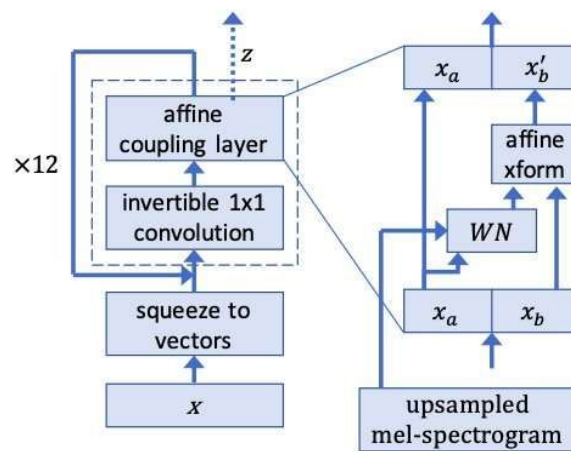 z
affine
coupling layer
×12
invertible 1x1
convolution
squeeze to
vectors
x
x_a x_b'
affine
xform
WN
x_a x_b
upsampled
mel-spectrogram